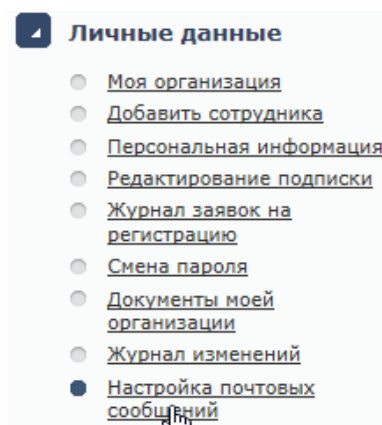 Личные данные
Моя организация
Добавить сотрудника
Персональная информация
Редактирование подписки
Журнал заявок на
регистрацию
Смена пароля
Документы моей
организации
Журнал изменений
Настройка почтовых
сообщений